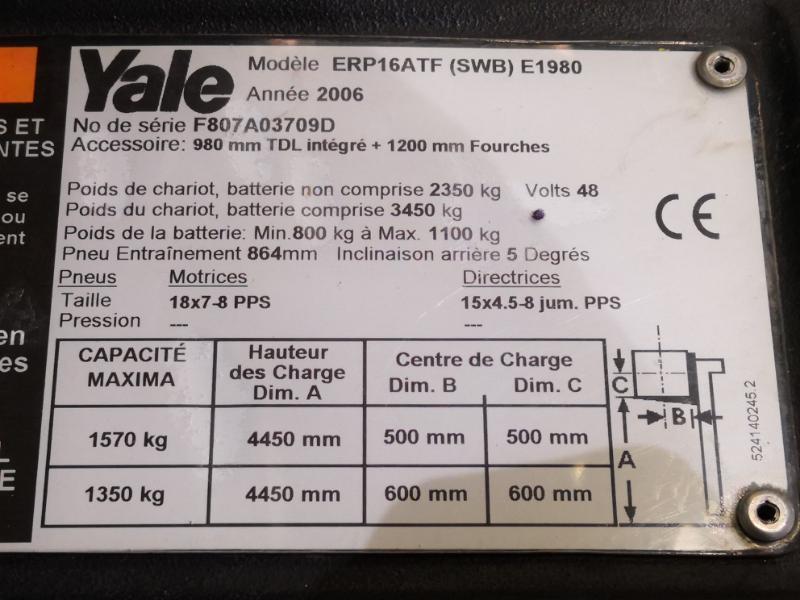 S ET
NTES
se
ou
ent
en
es
L
E
Yale
Modèle ERP16ATF (SWB) E1980
Année 2006
No de série F807A03709D
Accessoire: 980 mm TDL intégré + 1200 mm Fourches
Poids de chariot, batterie non comprise 2350 kg Volts 48
Poids du chariot, batterie comprise 3450 kg
Poids de la batterie: Min.800 kg à Max. 1100 kg
CE
Pneu Entraînement 864mm Inclinaison arrière 5 Degrés
Pneus Motrices Directrices
Taille 18x7-8 PPS 15x4.5-8 jum. PPS
Pression --- ---
CAPACITÉ MAXIMA
Hauteur des Charge Dim. A
Centre de Charge
Dim. B Dim. C
1570 kg 4450 mm 500 mm 500 mm
1350 kg 4450 mm 600 mm 600 mm
C
B
A
524140245.2